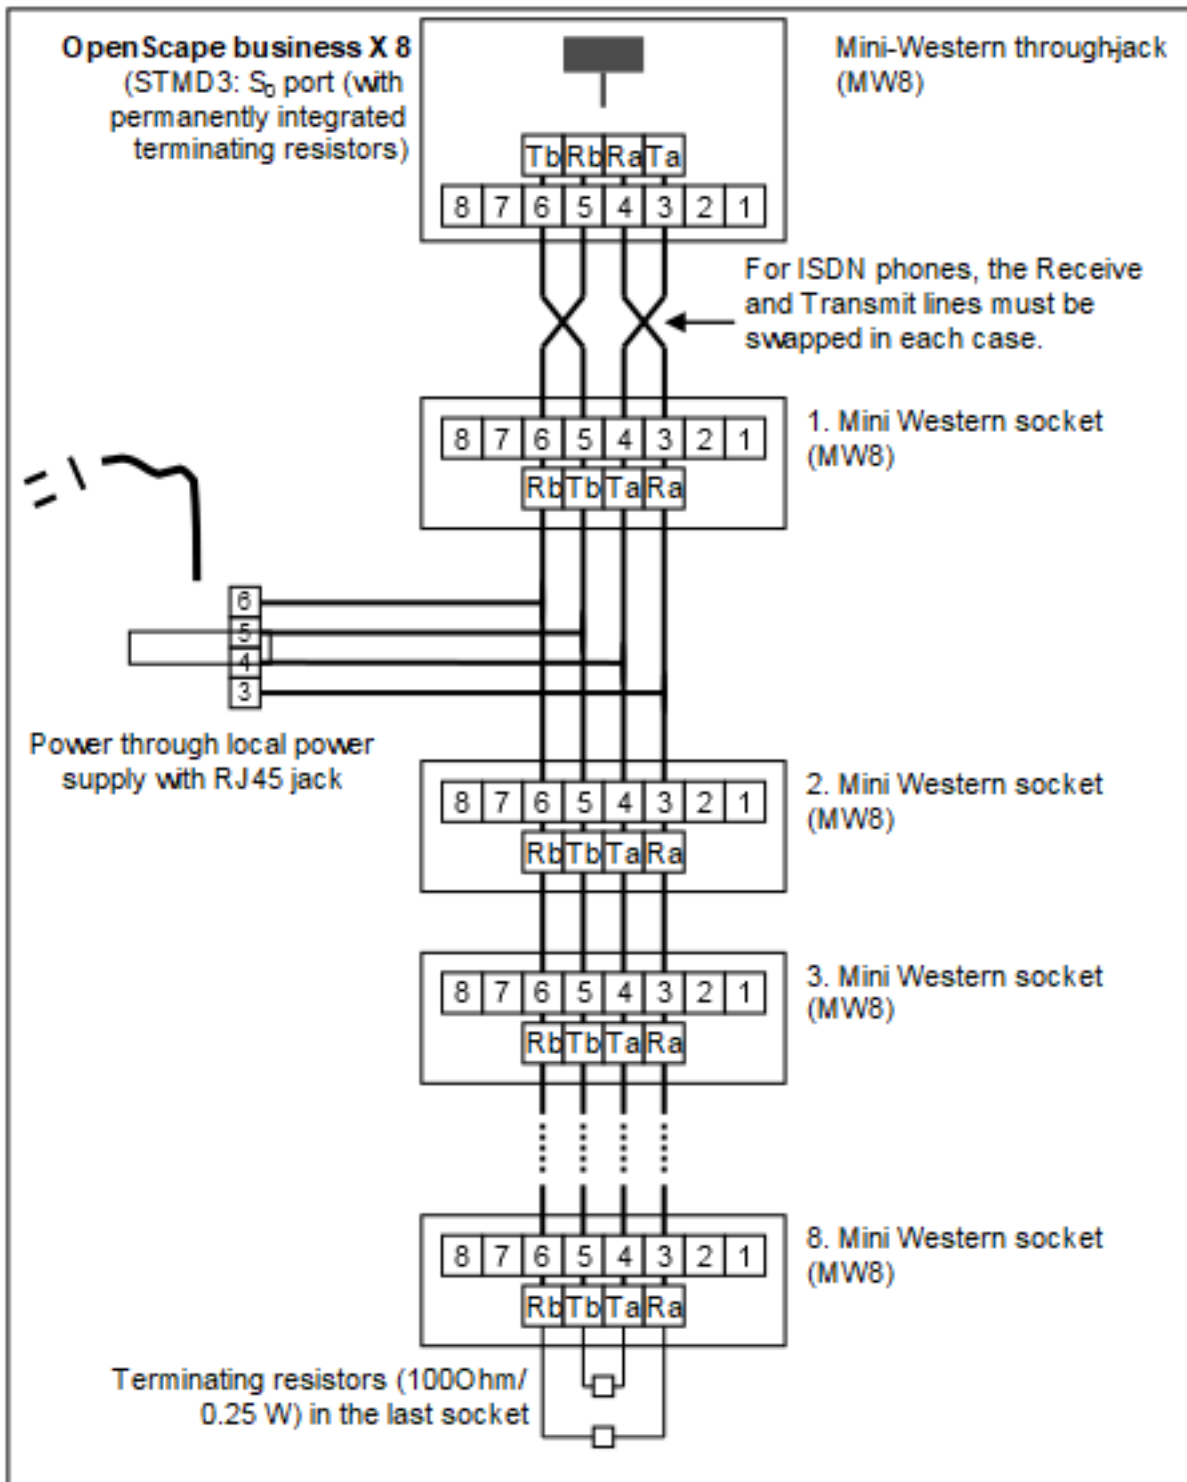 OpenScape business X 8
(STMD3: S0 port (with
permanently integrated
terminating resistors)
Mini-Western through-jack
(MW8)
Tb Rb Ra Ta
8 7 6 5 4 3 2 1
For ISDN phones, the Receive
and Transmit lines must be
swapped in each case.
8 7 6 5 4 3 2 1
Rb Tb Ta Ra
1. Mini Western socket
(MW8)
6
5
4
3
Power through local power
supply with RJ45 jack
8 7 6 5 4 3 2 1
Rb Tb Ta Ra
2. Mini Western socket
(MW8)
8 7 6 5 4 3 2 1
Rb Tb Ta Ra
3. Mini Western socket
(MW8)
8 7 6 5 4 3 2 1
Rb Tb Ta Ra
8. Mini Western socket
(MW8)
Terminating resistors (100Ohm/
0.25 W) in the last socket